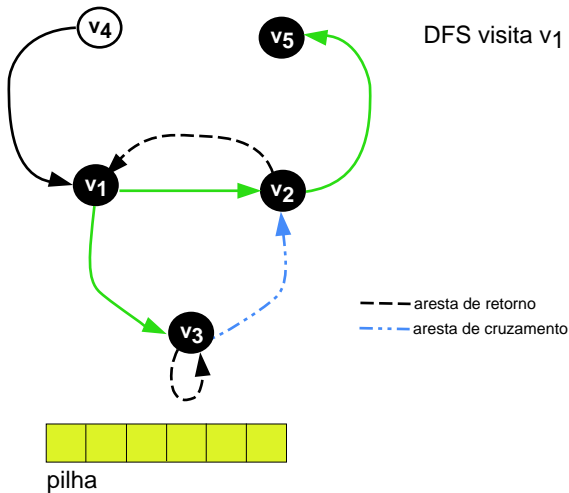 v4
v5
DFS visita v1
v1
v2
v3
aresta de retorno
aresta de cruzamento
pilha